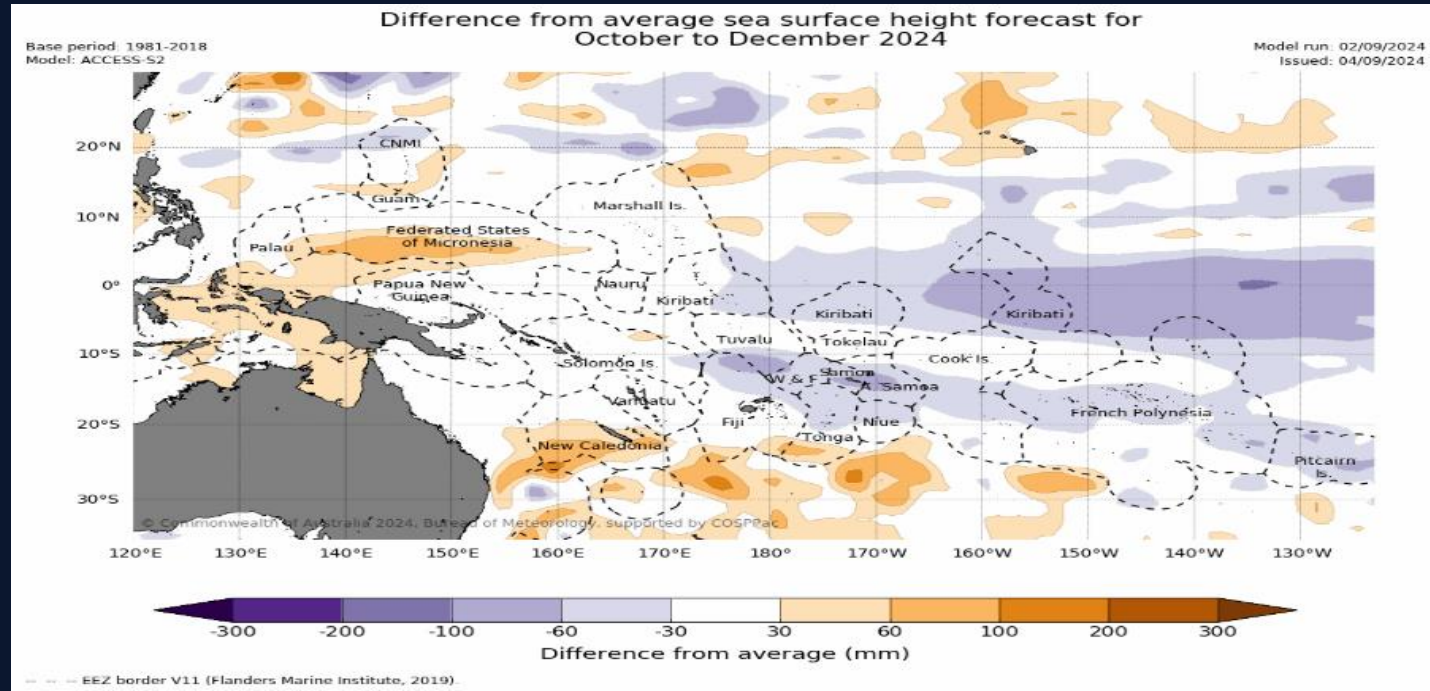 Difference from average sea surface height forecast for
October to December 2024
Base period: 1981-2018
Model: ACCESS-S2
Model run: 02/09/2024
Issued: 04/09/2024
20°N
10°N
0°
10°S
20°S
30°S
CNMI
Guam
Marshall Is.
Palau
Federated States
of Micronesia
Papua New
Guinea
Nauru
Kiribati
Kiribati
Kiribati
Tuvalu
Tokelau
Solomon Is.
Cook Is.
W & F
Samoa
A. Samoa
Vanuatu
French Polynesia
Fiji
Niue
New Caledonia
Tonga
Pitcairn
Is.
© Commonwealth of Australia 2024, Bureau of Meteorology, supported by COSPPac
120°E 130°E 140°E 150°E 160°E 170°E 180° 170°W 160°W 150°W 140°W 130°W
-300 -200 -100 -60 -30 30 60 100 200 300
Difference from average (mm)
EEZ border V11 (Flanders Marine Institute, 2019).